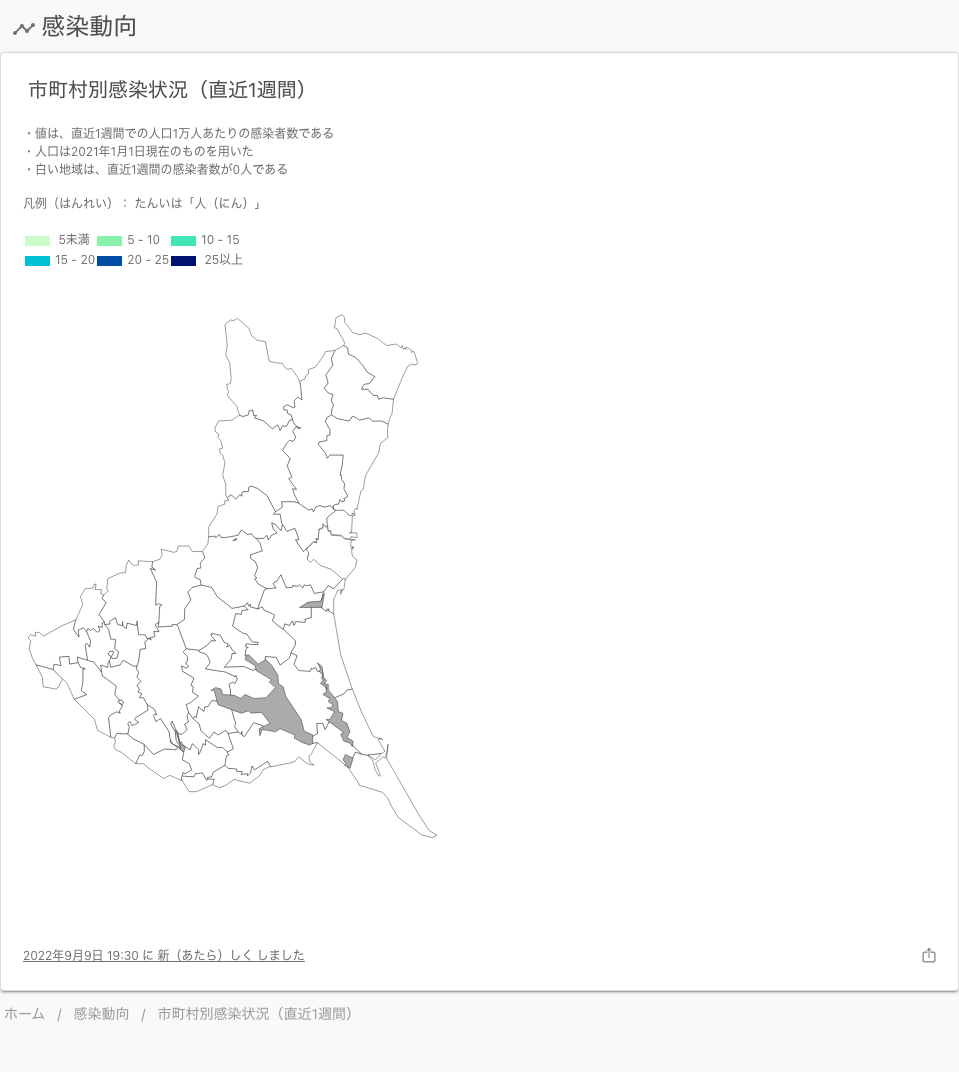 感染動向
市町村別感染状況（直近1週間）
・値は、直近1週間での人口1万人あたりの感染者数である
・人口は2021年1月1日現在のものを用いた
・白い地域は、直近1週間の感染者数が0人である
凡例（はんれい）： たんいは「人（にん）」
5未満 5 - 10 10 - 15
15 - 20 20 - 25 25以上
2022年9月9日 19:30 に 新（あたら）しく しました
ホーム / 感染動向 / 市町村別感染状況（直近1週間）